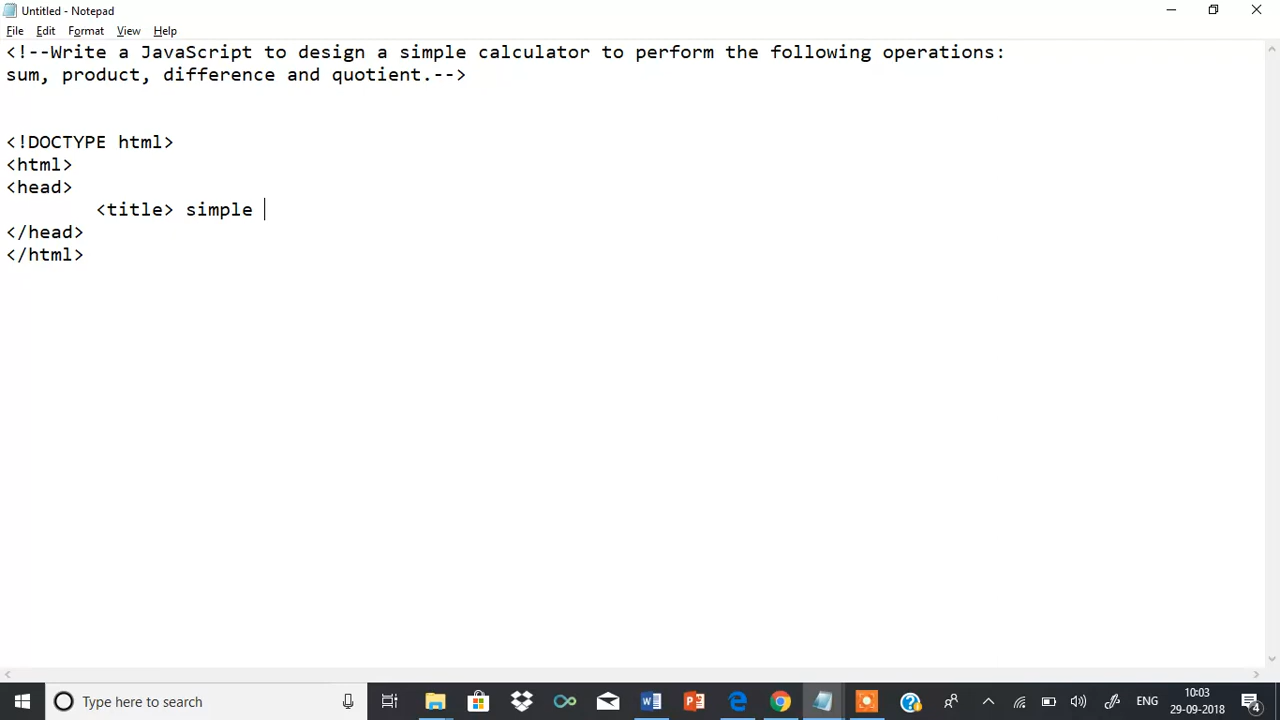 Untitled - Notepad
File Edit Format View Help
<!--Write a JavaScript to design a simple calculator to perform the following operations:
sum, product, difference and quotient.-->
<!DOCTYPE html>
<html>
<head>
<title> simple
</head>
</html>
Type here to search
ENG
10:03
29-09-2018
4